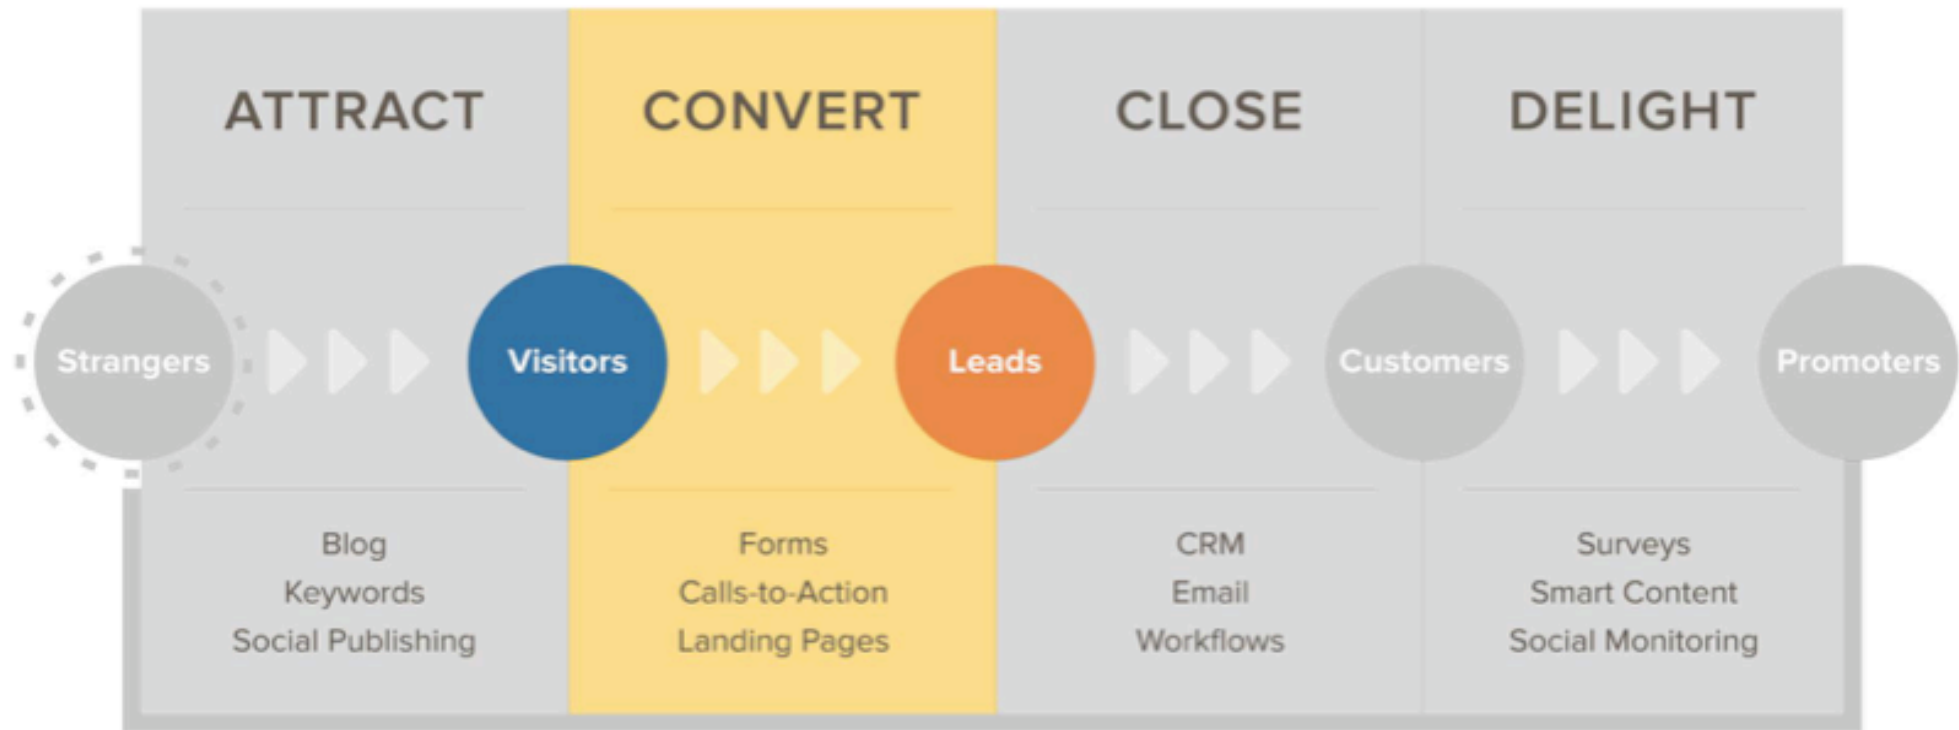 ATTRACT
CONVERT
CLOSE
DELIGHT
Strangers
Visitors
Leads
Customers
Promoters
Blog
Keywords
Social Publishing
Forms
Calls-to-Action
Landing Pages
CRM
Email
Workflows
Surveys
Smart Content
Social Monitoring